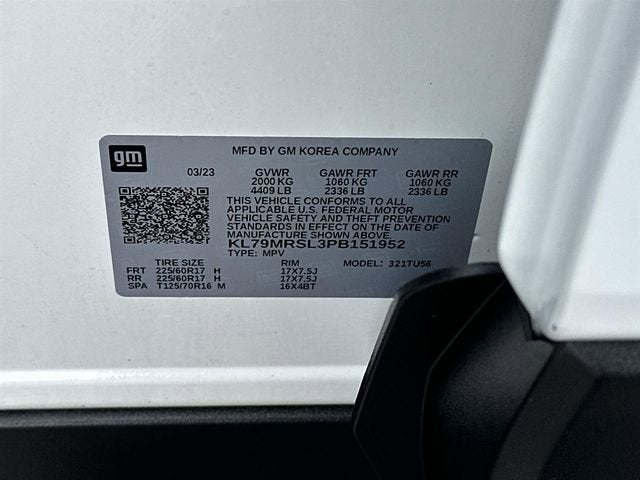 gm
MFD BY GM KOREA COMPANY
03/23 GVWR GAWR FRT GAWR RR
2000 KG 1060 KG 1060 KG
4409 LB 2336 LB 2336 LB
THIS VEHICLE CONFORMS TO ALL
APPLICABLE U.S. FEDERAL MOTOR
VEHICLE SAFETY AND THEFT PREVENTION
STANDARDS IN EFFECT ON THE DATE OF
MANUFACTURE SHOWN ABOVE.
KL79MRSL3PB151952
TYPE: MPV
TIRE SIZE RIM MODEL: 321TU56
FRT 225/60R17 H 17X7.5J
RR 225/60R17 H 17X7.5J
SPA T125/70R16 M 16X4BT